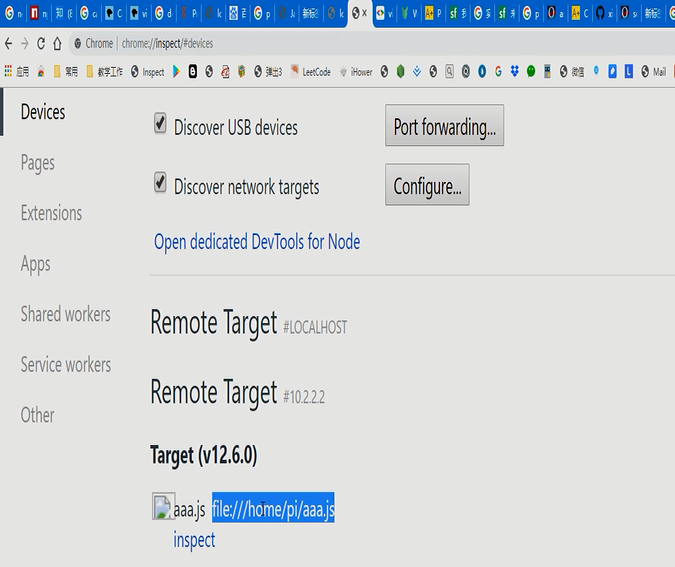 Chrome | chrome://inspect/#devices
应用 常用 教学工作 Inspect 弹出3 LeetCode iHower 微信 Mail
Devices
Discover USB devices Port forwarding...
Pages
Discover network targets Configure...
Extensions
Open dedicated DevTools for Node
Apps
Shared workers
Remote Target #LOCALHOST
Service workers
Remote Target #10.2.2.2
Other
Target (v12.6.0)
aaa.js file:///home/pi/aaa.js
inspect